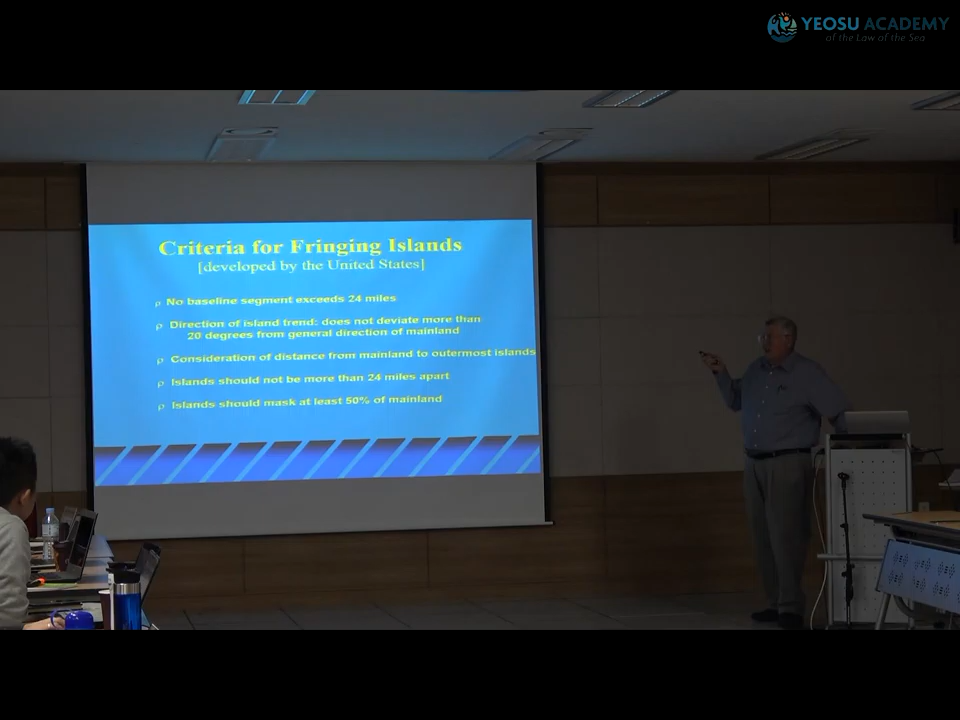 YEOSU ACADEMY
of the Law of the Sea
Criteria for Fringing Islands
[developed by the United States]
ρ No baseline segment exceeds 24 miles
ρ Direction of island trend: does not deviate more than
20 degrees from general direction of mainland
ρ Consideration of distance from mainland to outermost islands
ρ Islands should not be more than 24 miles apart
ρ Islands should mask at least 50% of mainland